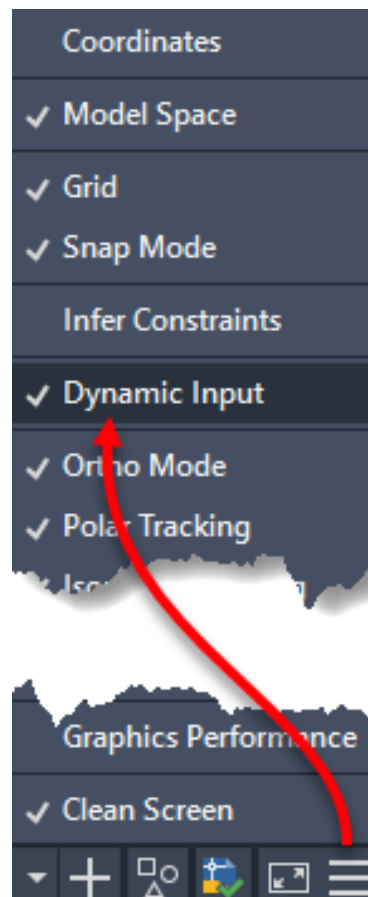 Coordinates
Model Space
Grid
Snap Mode
Infer Constraints
Dynamic Input
Ortho Mode
Polar Tracking
Graphics Performance
Clean Screen